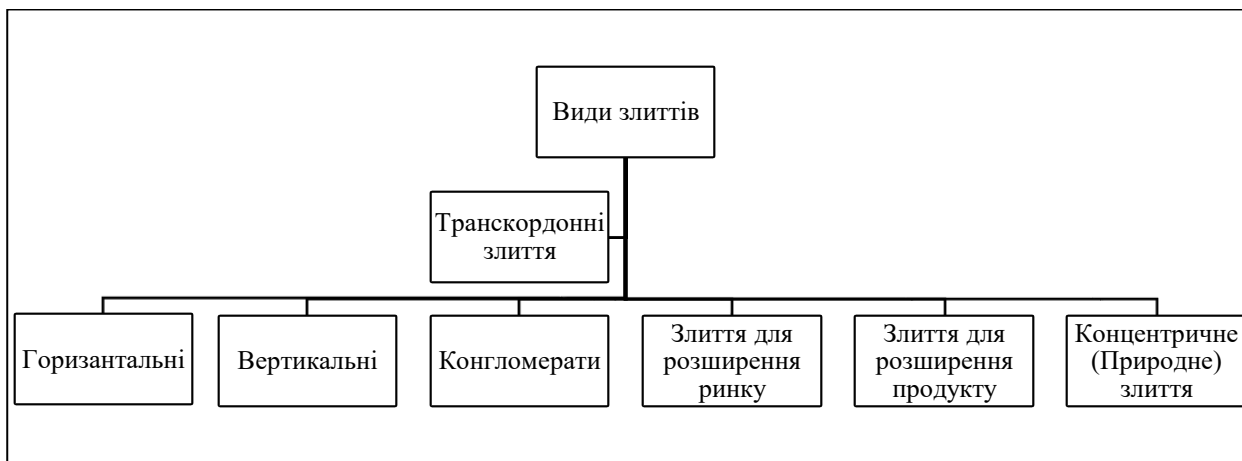 Види злиттів
Транскордонні
злиття
Горизантальні
Вертикальні
Конгломерати
Злиття для
розширення
ринку
Злиття для
розширення
продукту
Концентричне
(Природне)
злиття